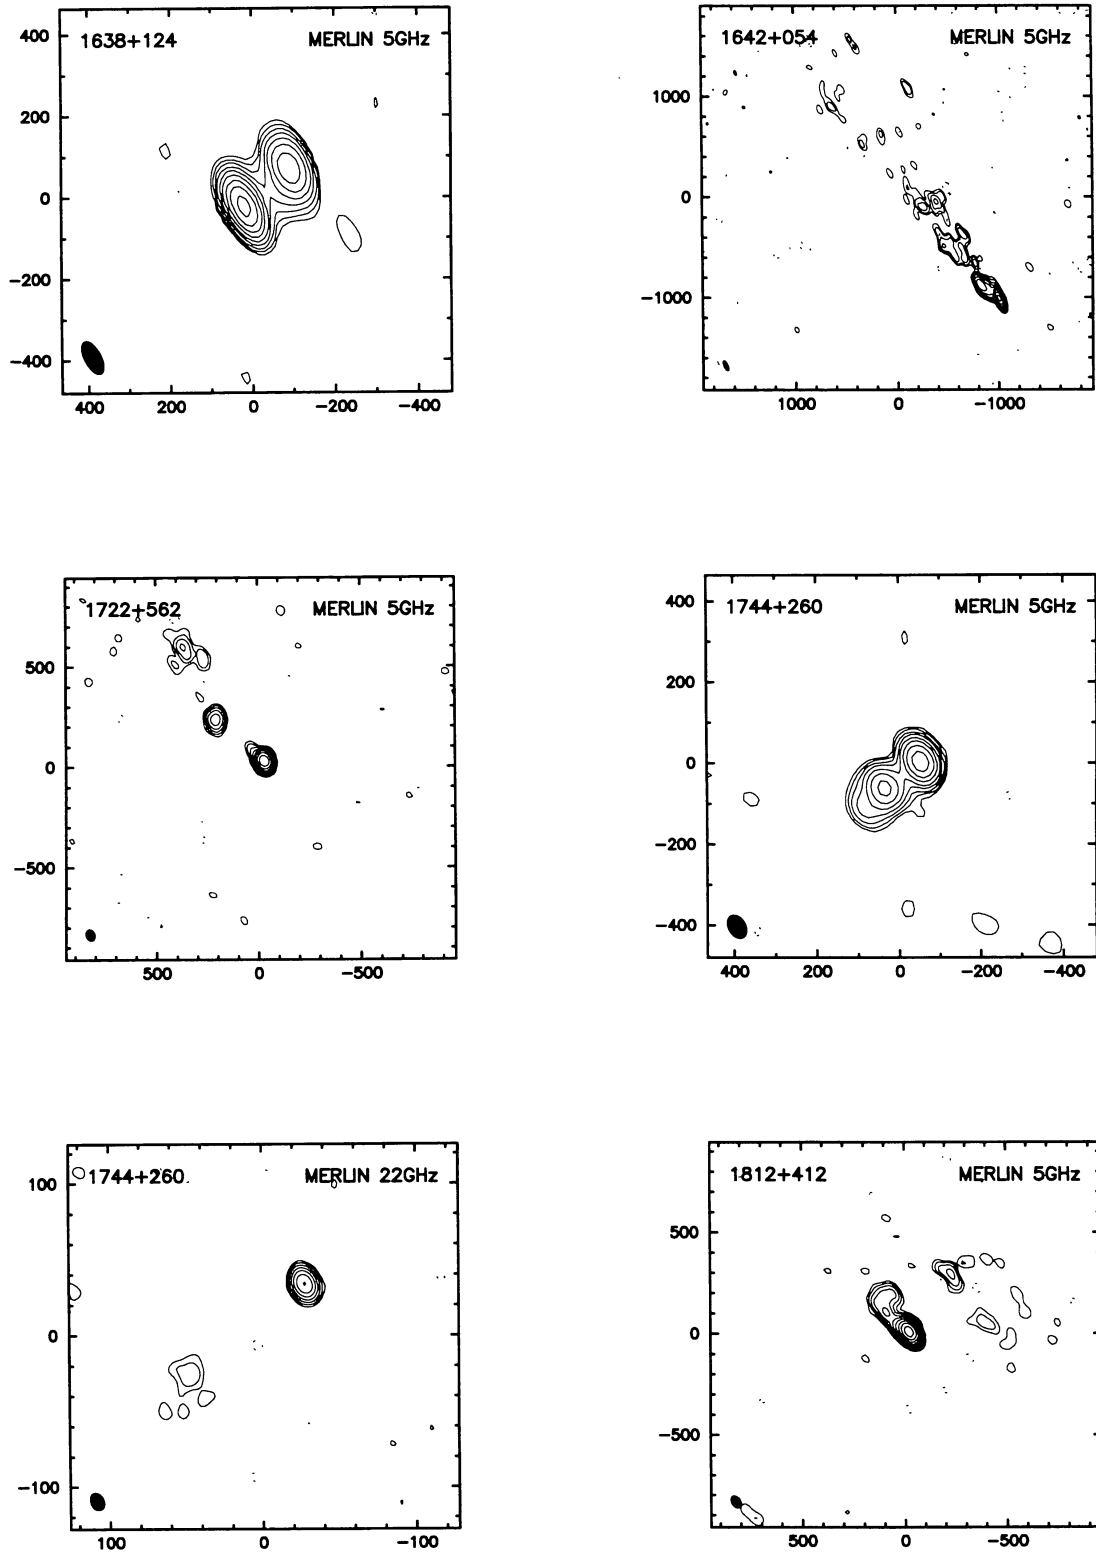 1638+124 MERLIN 5GHz
400
200
0
−200
−400
400 200 0 −200 −400
1642+054 MERLIN 5GHz
1000
0
−1000
1000 0 −1000
1722+562 MERLIN 5GHz
500
0
−500
500 0 −500
1744+260 MERLIN 5GHz
400
200
0
−200
−400
400 200 0 −200 −400
1744+260 MERLIN 22GHz
100
0
−100
100 0 −100
1812+412 MERLIN 5GHz
500
0
−500
500 0 −500